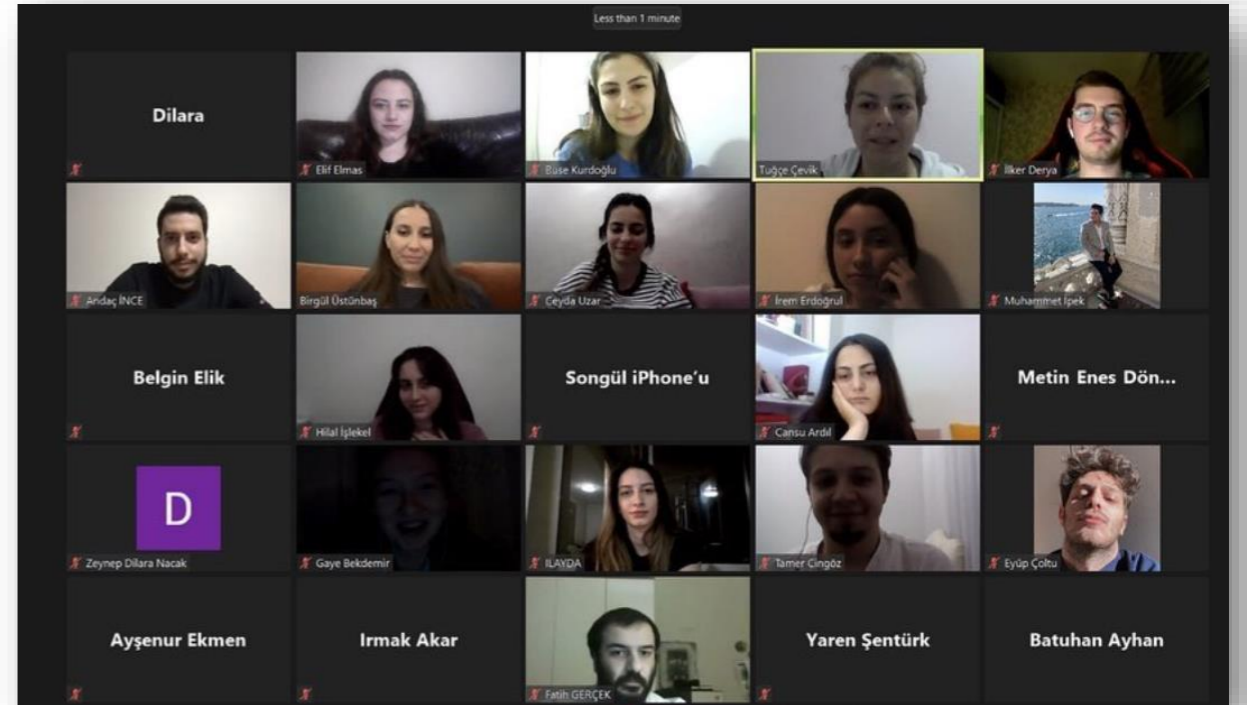 Less than 1 minute
Dilara
Elif Elmas
Buse Kurdoğlu
Tuğçe Çevik
İlker Derya
Andaç İNCE
Birgül Üstünbaş
Ceyda Uzar
İrem Erdoğrul
Muhammet İpek
Belgin Elik
Hilal İşlekel
Songül iPhone’u
Cansu Ardıl
Metin Enes Dön...
D
Zeynep Dilara Nacak
Gaye Bekdemir
ILAYDA
Tamer Cingöz
Eyüp Çoltu
Ayşenur Ekmen
Irmak Akar
Fatih GERÇEK
Yaren Şentürk
Batuhan Ayhan